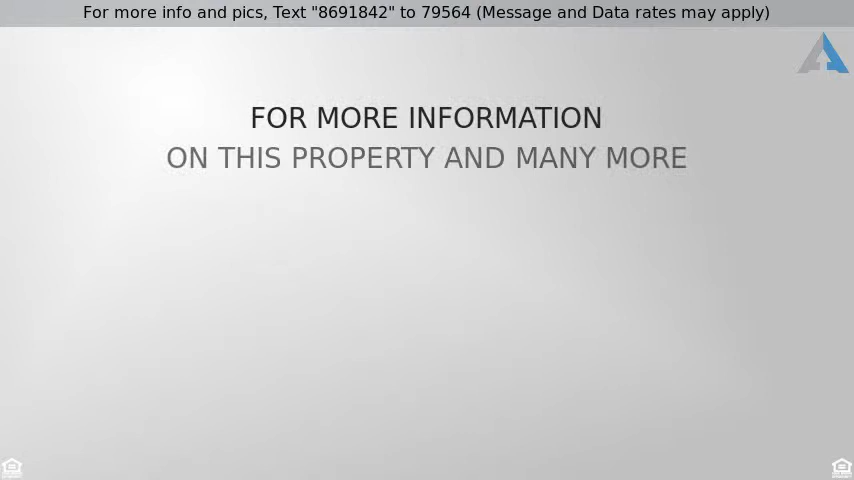 For more info and pics, Text "8691842" to 79564 (Message and Data rates may apply)
FOR MORE INFORMATION
ON THIS PROPERTY AND MANY MORE